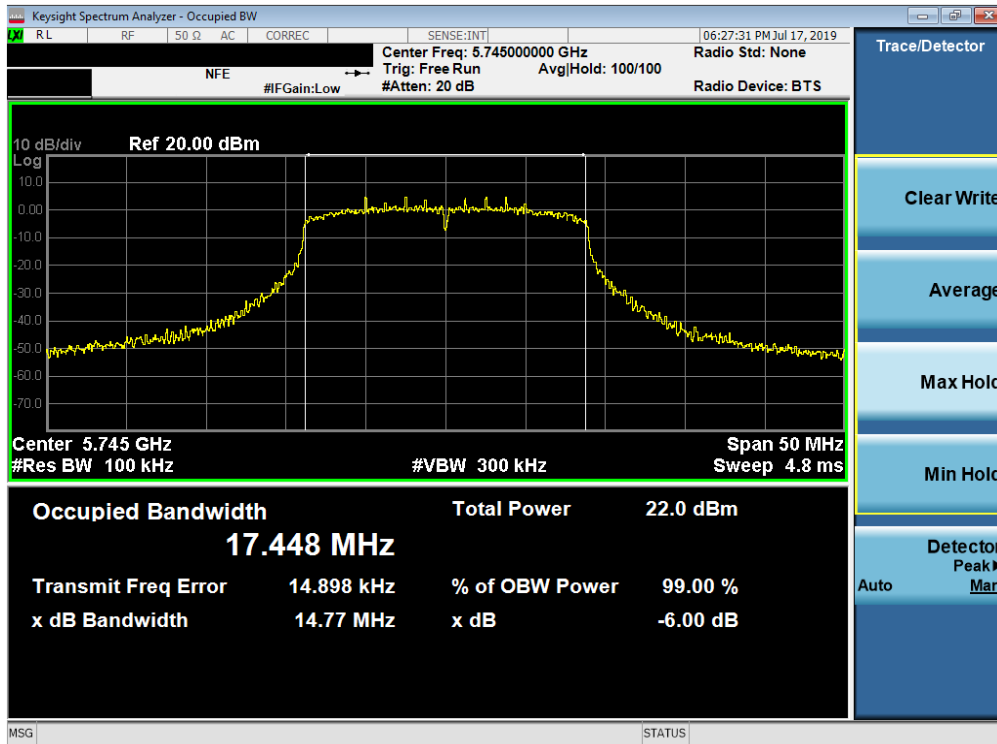 Keysight Spectrum Analyzer - Occupied BW
LXI RL RF 50 Ω AC CORREC SENSE:INT 06:27:31 PM Jul 17, 2019
Center Freq: 5.745000000 GHz Radio Std: None
NFE Trig: Free Run Avg|Hold: 100/100
#IFGain:Low #Atten: 20 dB Radio Device: BTS
10 dB/div Ref 20.00 dBm
Log
10.0
0.00
-10.0
-20.0
-30.0
-40.0
-50.0
-60.0
-70.0
Center 5.745 GHz Span 50 MHz
#Res BW 100 kHz #VBW 300 kHz Sweep 4.8 ms
Occupied Bandwidth Total Power 22.0 dBm
17.448 MHz
Transmit Freq Error 14.898 kHz % of OBW Power 99.00 %
x dB Bandwidth 14.77 MHz x dB -6.00 dB
Trace/Detector
Clear Write
Average
Max Hold
Min Hold
Detector
Peak
Auto Man
MSG STATUS